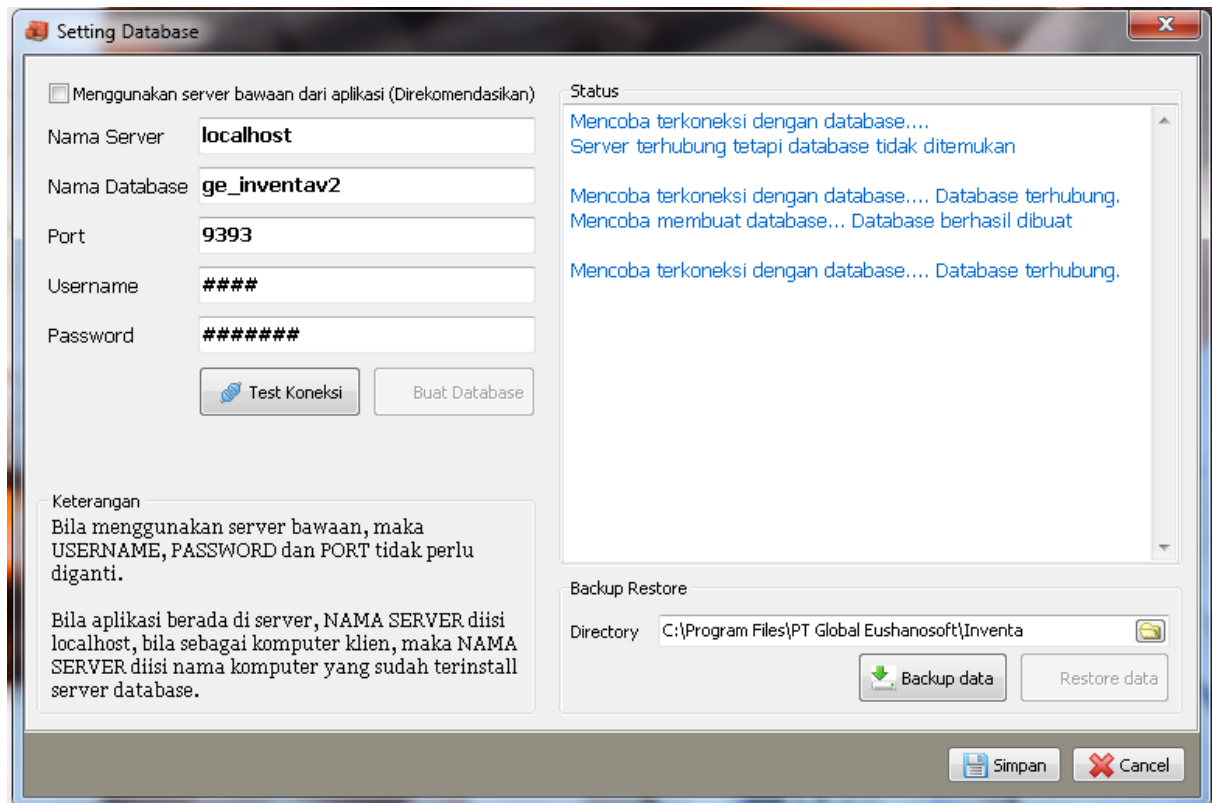 Setting Database
Menggunakan server bawaan dari aplikasi (Direkomendasikan)
Nama Server localhost
Nama Database ge_inventav2
Port 9393
Username ####
Password #######
Test Koneksi Buat Database
Keterangan
Bila menggunakan server bawaan, maka
USERNAME, PASSWORD dan PORT tidak perlu
diganti.
Bila aplikasi berada di server, NAMA SERVER diisi
localhost, bila sebagai komputer klien, maka NAMA
SERVER diisi nama komputer yang sudah terinstall
server database.
Status
Mencoba terkoneksi dengan database....
Server terhubung tetapi database tidak ditemukan
Mencoba terkoneksi dengan database.... Database terhubung.
Mencoba membuat database... Database berhasil dibuat
Mencoba terkoneksi dengan database.... Database terhubung.
Backup Restore
Directory C:\Program Files\PT Global Eushanosoft\Inventa
Backup data Restore data
Simpan Cancel